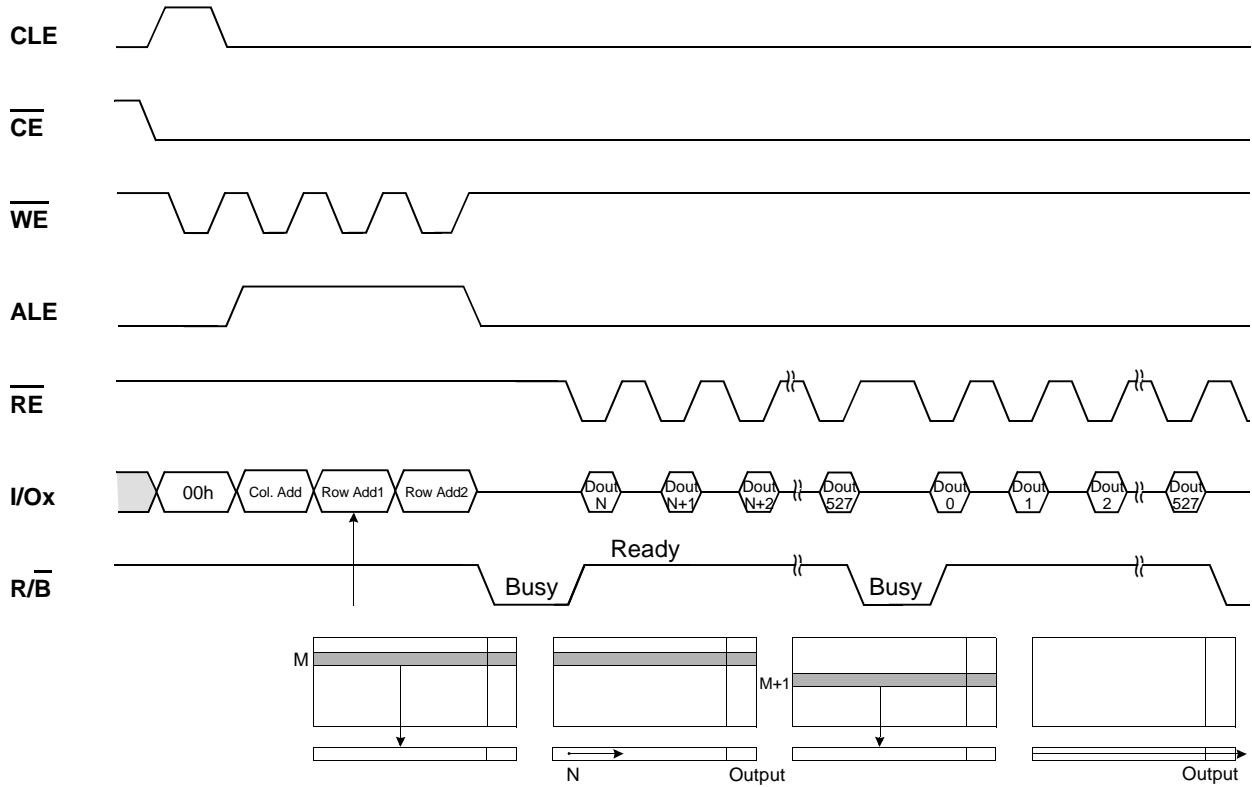 CLE
CE
WE
ALE
RE
I/Ox
00h
Col. Add
Row Add1
Row Add2
Dout
N
Dout
N+1
Dout
N+2
Dout
527
Dout
0
Dout
1
Dout
2
Dout
527
R/B
Busy
Ready
Busy
M
M+1
N
Output
Output